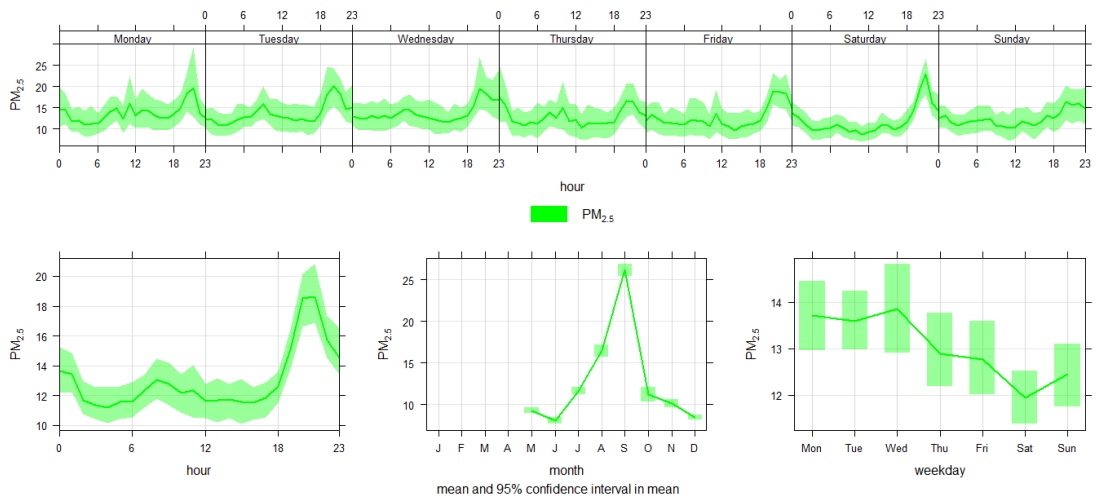 0 6 12 18 23 0 6 12 18 23 0 6 12 18 23
Monday Tuesday Wednesday Thursday Friday Saturday Sunday
PM2.5
25
20
15
10
0 6 12 18 23 0 6 12 18 23 0 6 12 18 23 0 6 12 18 23
hour
PM2.5
PM2.5
20
18
16
14
12
10
0 6 12 18 23
hour
PM2.5
25
20
15
10
J F M A M J J A S O N D
month
mean and 95% confidence interval in mean
PM2.5
14
13
12
Mon Tue Wed Thu Fri Sat Sun
weekday